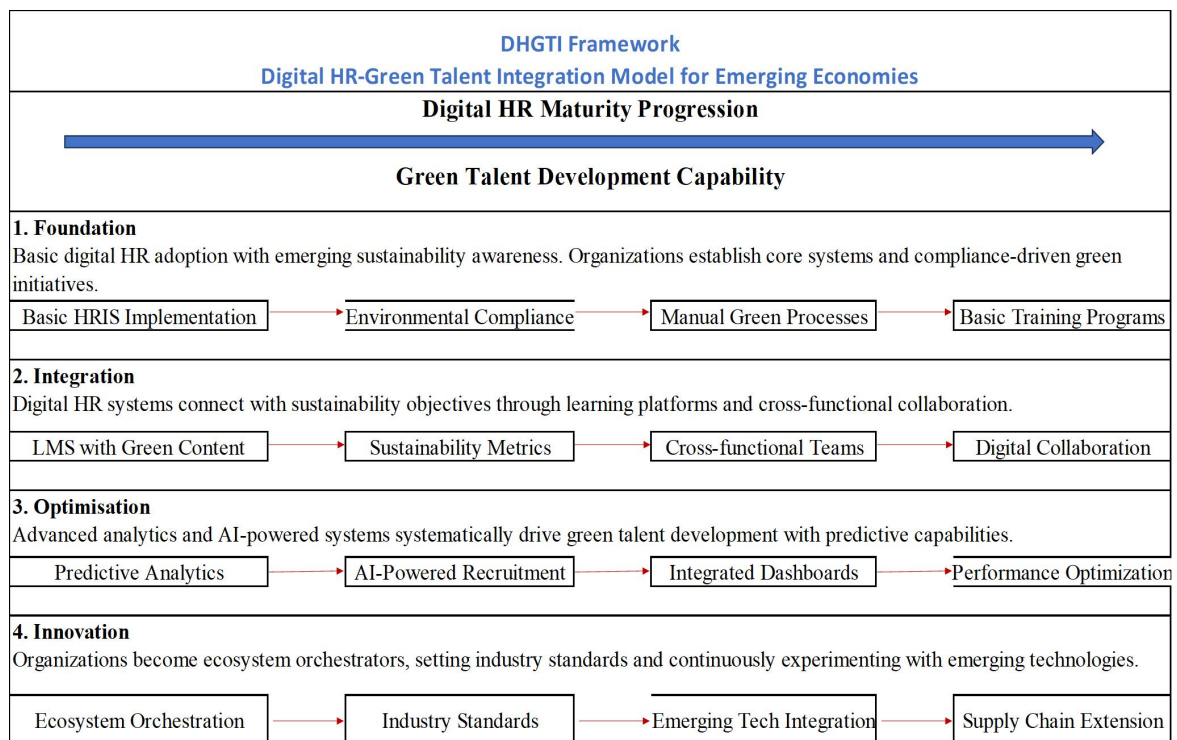 DHGTI Framework
Digital HR-Green Talent Integration Model for Emerging Economies
Digital HR Maturity Progression
Green Talent Development Capability
1. Foundation
Basic digital HR adoption with emerging sustainability awareness. Organizations establish core systems and compliance-driven green
initiatives.
Basic HRIS Implementation Environmental Compliance Manual Green Processes Basic Training Programs
2. Integration
Digital HR systems connect with sustainability objectives through learning platforms and cross-functional collaboration.
LMS with Green Content Sustainability Metrics Cross-functional Teams Digital Collaboration
3. Optimisation
Advanced analytics and AI-powered systems systematically drive green talent development with predictive capabilities.
Predictive Analytics AI-Powered Recruitment Integrated Dashboards Performance Optimization
4. Innovation
Organizations become ecosystem orchestrators, setting industry standards and continuously experimenting with emerging technologies.
Ecosystem Orchestration Industry Standards Emerging Tech Integration Supply Chain Extension